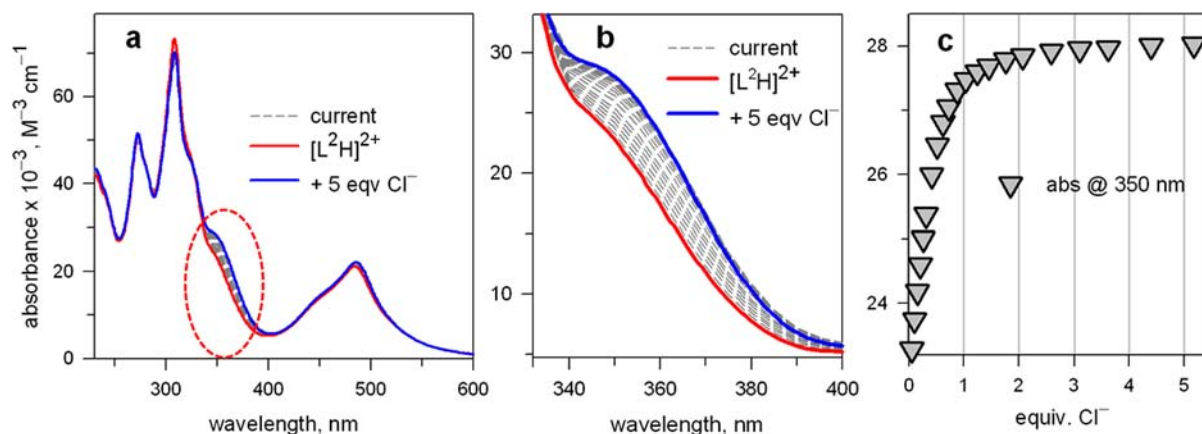 a
absorbance x 10⁻³, M⁻³ cm⁻¹
60
40
20
0
current
[L²H]²⁺
+ 5 eqv Cl⁻
300
400
500
600
wavelength, nm
b
30
20
10
current
[L²H]²⁺
+ 5 eqv Cl⁻
340
360
380
400
wavelength, nm
c
28
26
24
abs @ 350 nm
0
1
2
3
4
5
equiv. Cl⁻